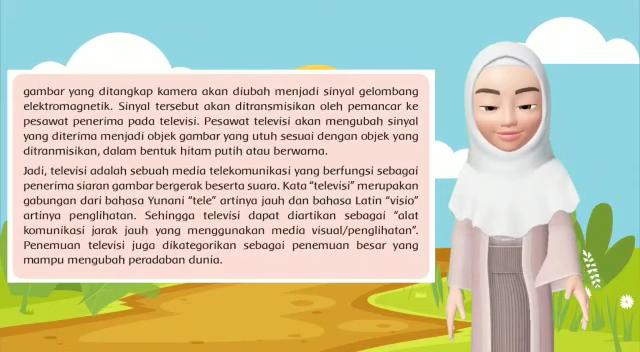 gambar yang ditangkap kamera akan diubah menjadi sinyal gelombang
elektromagnetik. Sinyal tersebut akan ditransmisikan oleh pemancar ke
pesawat penerima pada televisi. Pesawat televisi akan mengubah sinyal
yang diterima menjadi objek gambar yang utuh sesuai dengan objek yang
ditranmisikan, dalam bentuk hitam putih atau berwarna.
Jadi, televisi adalah sebuah media telekomunikasi yang berfungsi sebagai
penerima siaran gambar bergerak beserta suara. Kata “televisi” merupakan
gabungan dari bahasa Yunani “tele” artinya jauh dan bahasa Latin “visio”
artinya penglihatan. Sehingga televisi dapat diartikan sebagai “alat
komunikasi jarak jauh yang menggunakan media visual/penglihatan”.
Penemuan televisi juga dikategorikan sebagai penemuan besar yang
mampu mengubah peradaban dunia.